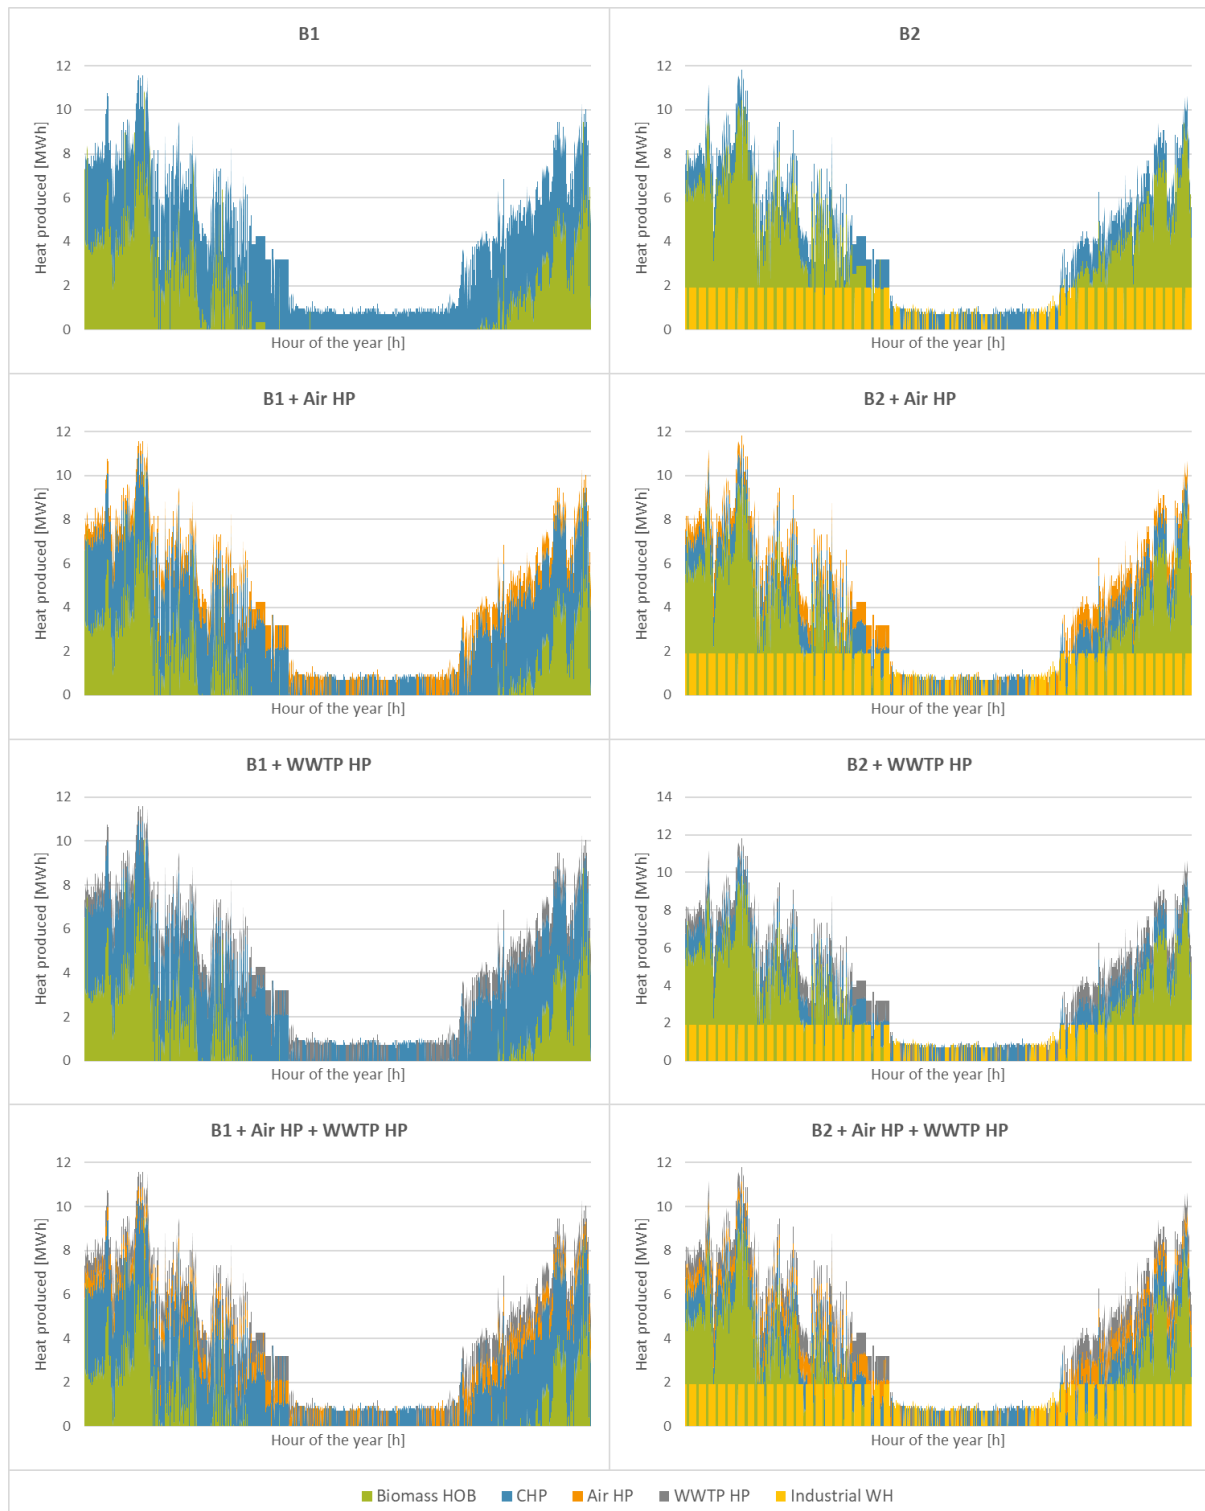 B1
12
10
8
6
4
2
0
Heat produced [MWh]
Hour of the year [h]
B2
12
10
8
6
4
2
0
Heat produced [MWh]
Hour of the year [h]
B1 + Air HP
12
10
8
6
4
2
0
Heat produced [MWh]
Hour of the year [h]
B2 + Air HP
12
10
8
6
4
2
0
Heat produced [MWh]
Hour of the year [h]
B1 + WWTP HP
12
10
8
6
4
2
0
Heat produced [MWh]
Hour of the year [h]
B2 + WWTP HP
14
12
10
8
6
4
2
0
Heat produced [MWh]
Hour of the year [h]
B1 + Air HP + WWTP HP
12
10
8
6
4
2
0
Heat produced [MWh]
Hour of the year [h]
B2 + Air HP + WWTP HP
12
10
8
6
4
2
0
Heat produced [MWh]
Hour of the year [h]
Biomass HOB CHP Air HP WWTP HP Industrial WH